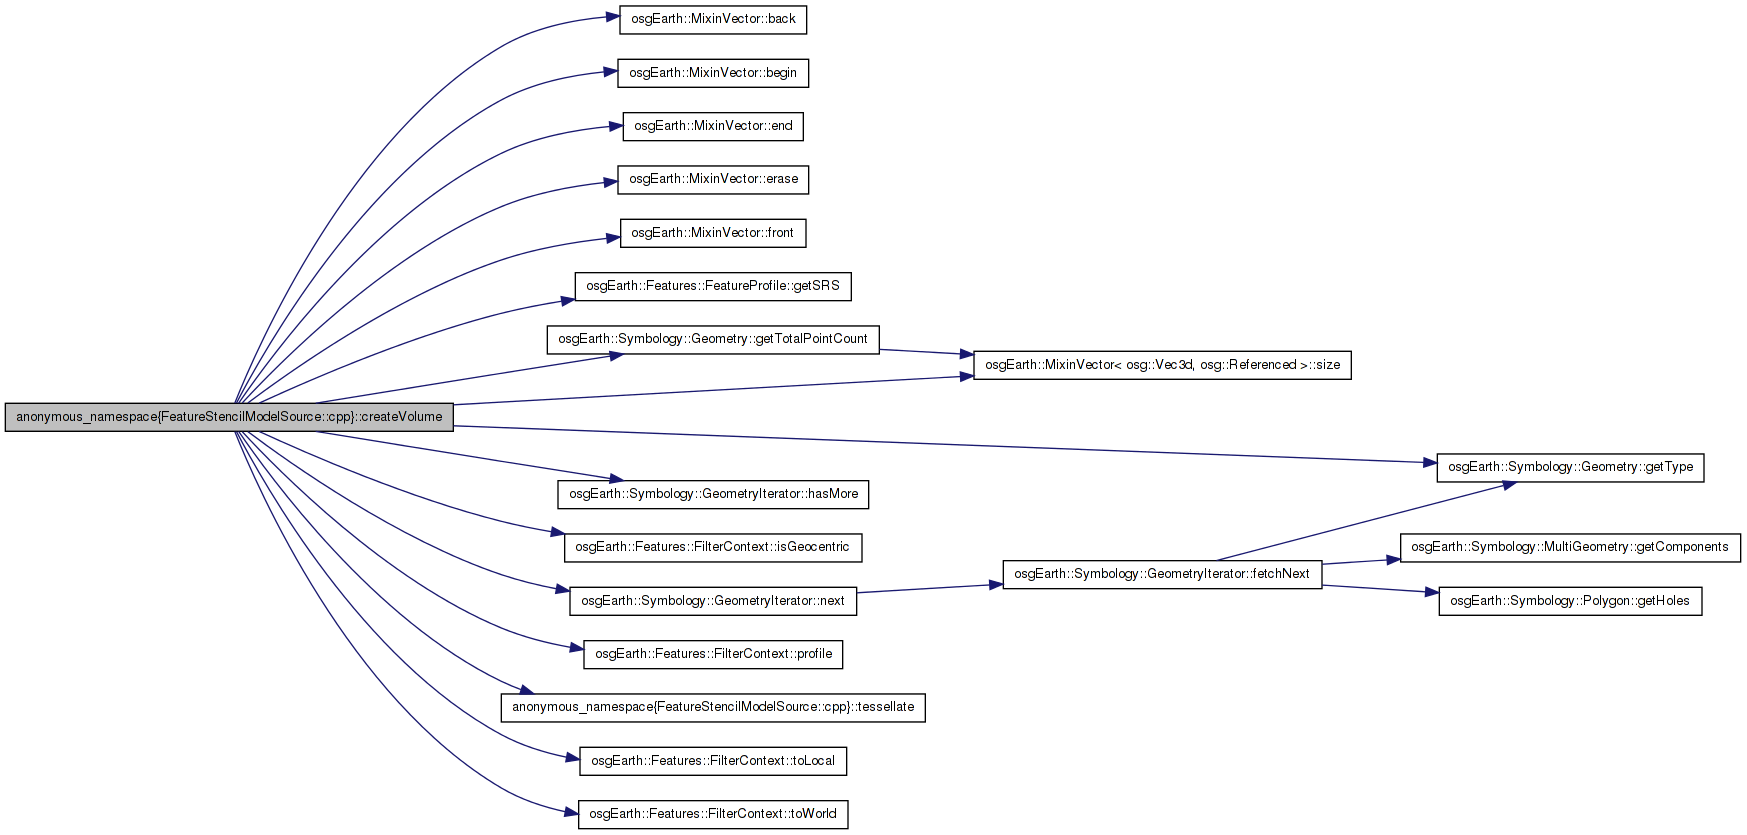 osgEarth::MixinVector::back
osgEarth::MixinVector::begin
osgEarth::MixinVector::end
osgEarth::MixinVector::erase
osgEarth::MixinVector::front
osgEarth::Features::FeatureProfile::getSRS
osgEarth::Symbology::Geometry::getTotalPointCount
osgEarth::MixinVector< osg::Vec3d, osg::Referenced >::size
anonymous_namespace{FeatureStencilModelSource::cpp}::createVolume
osgEarth::Symbology::Geometry::getType
osgEarth::Symbology::GeometryIterator::hasMore
osgEarth::Features::FilterContext::isGeocentric
osgEarth::Symbology::MultiGeometry::getComponents
osgEarth::Symbology::GeometryIterator::fetchNext
osgEarth::Symbology::GeometryIterator::next
osgEarth::Symbology::Polygon::getHoles
osgEarth::Features::FilterContext::profile
anonymous_namespace{FeatureStencilModelSource::cpp}::tessellate
osgEarth::Features::FilterContext::toLocal
osgEarth::Features::FilterContext::toWorld